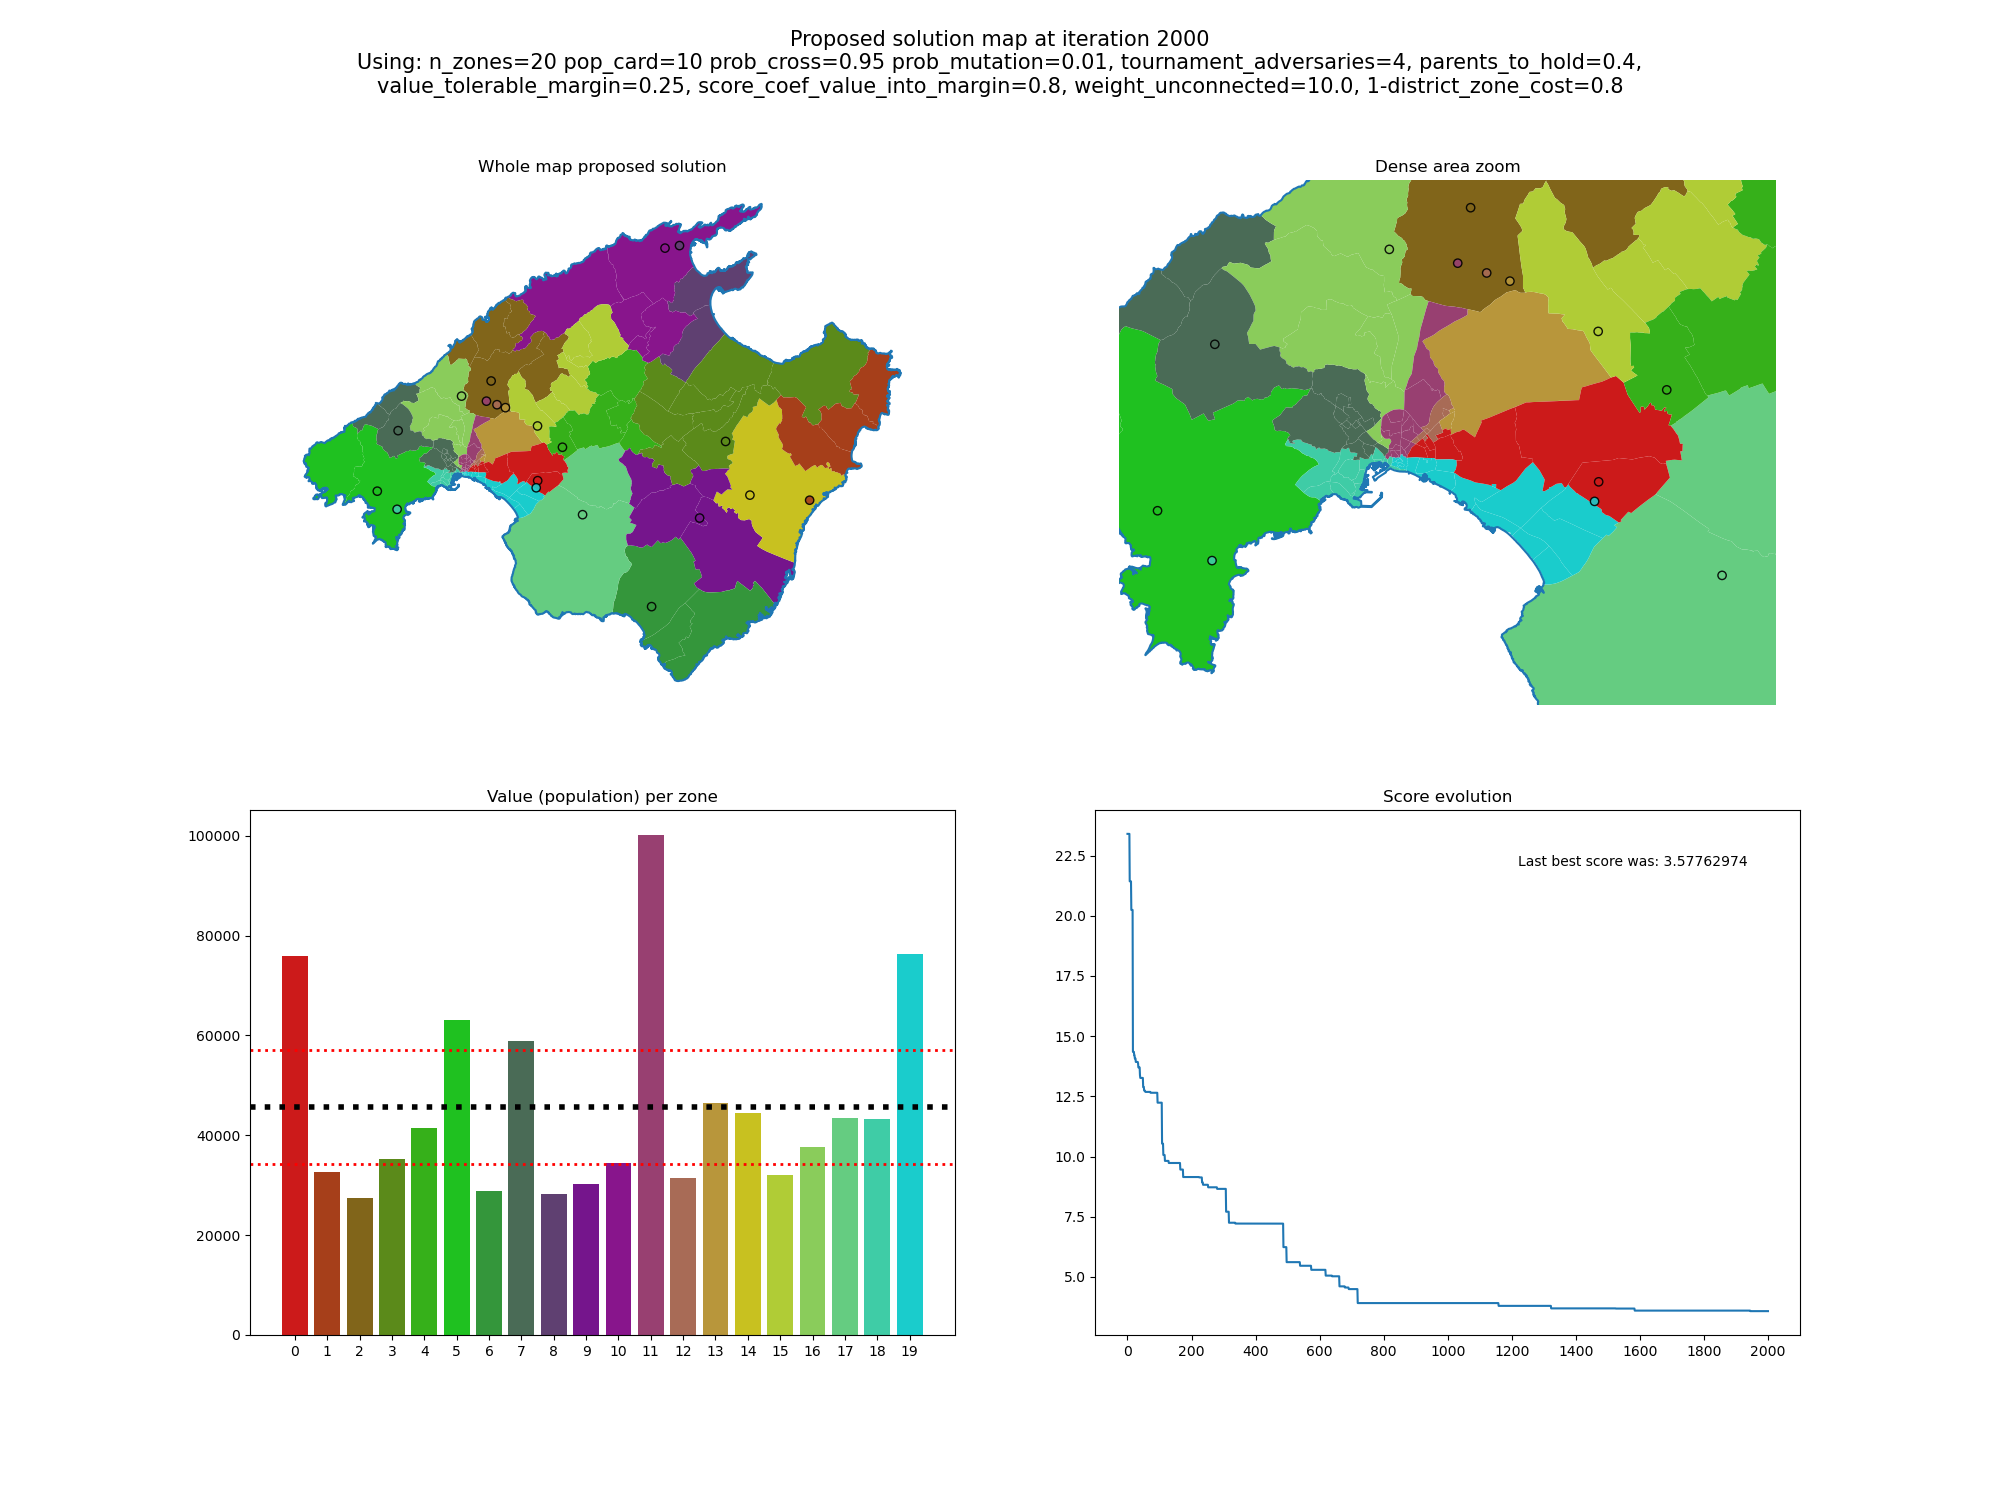 Proposed solution map at iteration 2000
Using: n_zones=20 pop_card=10 prob_cross=0.95 prob_mutation=0.01, tournament_adversaries=4, parents_to_hold=0.4,
value_tolerable_margin=0.25, score_coef_value_into_margin=0.8, weight_unconnected=10.0, 1-district_zone_cost=0.8
Whole map proposed solution
Dense area zoom
Value (population) per zone
100000
80000
60000
40000
20000
0
0 1 2 3 4 5 6 7 8 9 10 11 12 13 14 15 16 17 18 19
Score evolution
Last best score was: 3.57762974
22.5
20.0
17.5
15.0
12.5
10.0
7.5
5.0
0 200 400 600 800 1000 1200 1400 1600 1800 2000